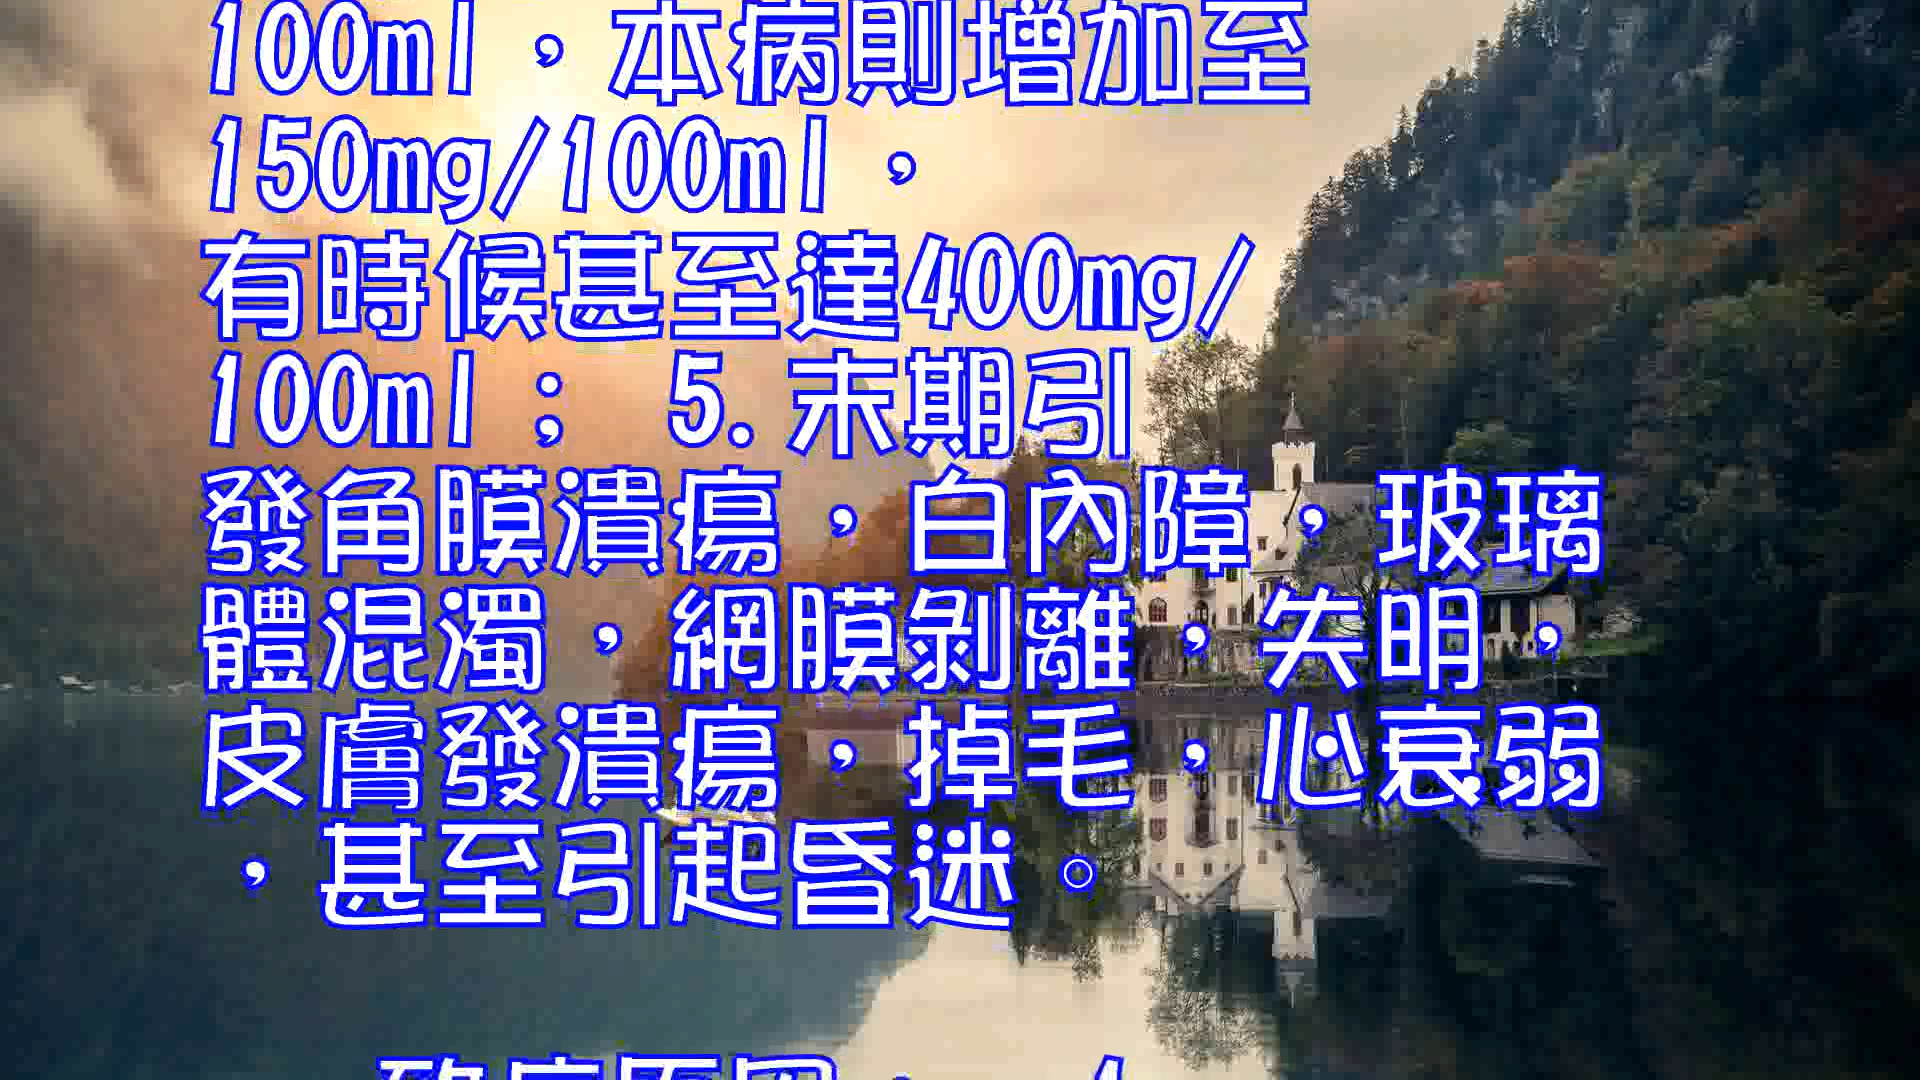 100ml，本病則增加至
150mg/100ml，
有時候甚至達400mg/
100ml； 5.末期引
發角膜潰瘍，白內障，玻璃
體混濁，網膜剝離，失明，
皮膚發潰瘍，掉毛，心衰弱
，甚至引起昏迷。